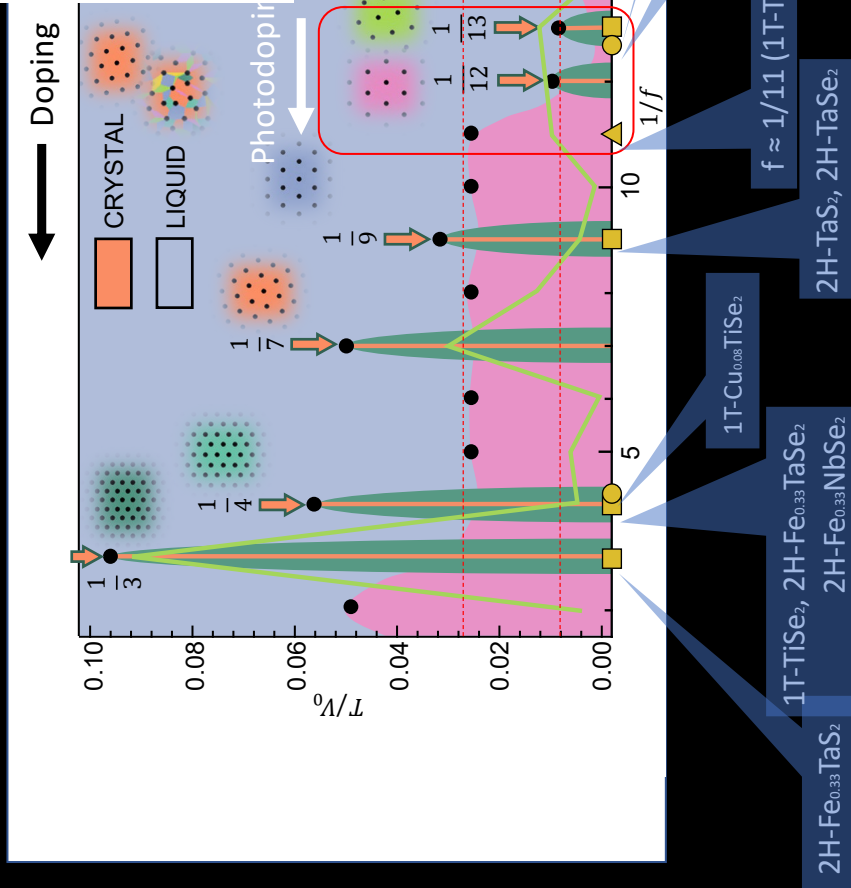 Doping
Photodopin
CRYSTAL
LIQUID
1/3
1/4
1/7
1/9
1/12
1/13
0.10
0.08
0.06
0.04
0.02
0.00
T/V₀
5
10
1/f
2H-Fe₀.₃₃TaS₂
1T-TiSe₂, 2H-Fe₀.₃₃TaSe₂
2H-Fe₀.₃₃NbSe₂
1T-Cu₀.₀₈TiSe₂
2H-TaS₂, 2H-TaSe₂
f ≈ 1/11 (1T-T